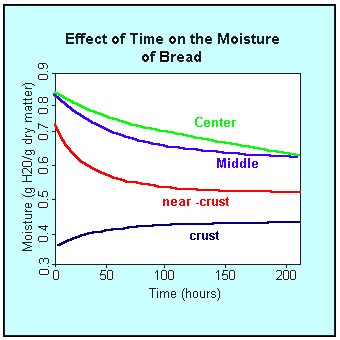 Effect of Time on the Moisture
of Bread
Moisture (g H20/g dry matter)
0.9
0.8
0.7
0.6
0.5
0.4
0.3
Center
Middle
near -crust
crust
0
50
100
150
200
Time (hours)